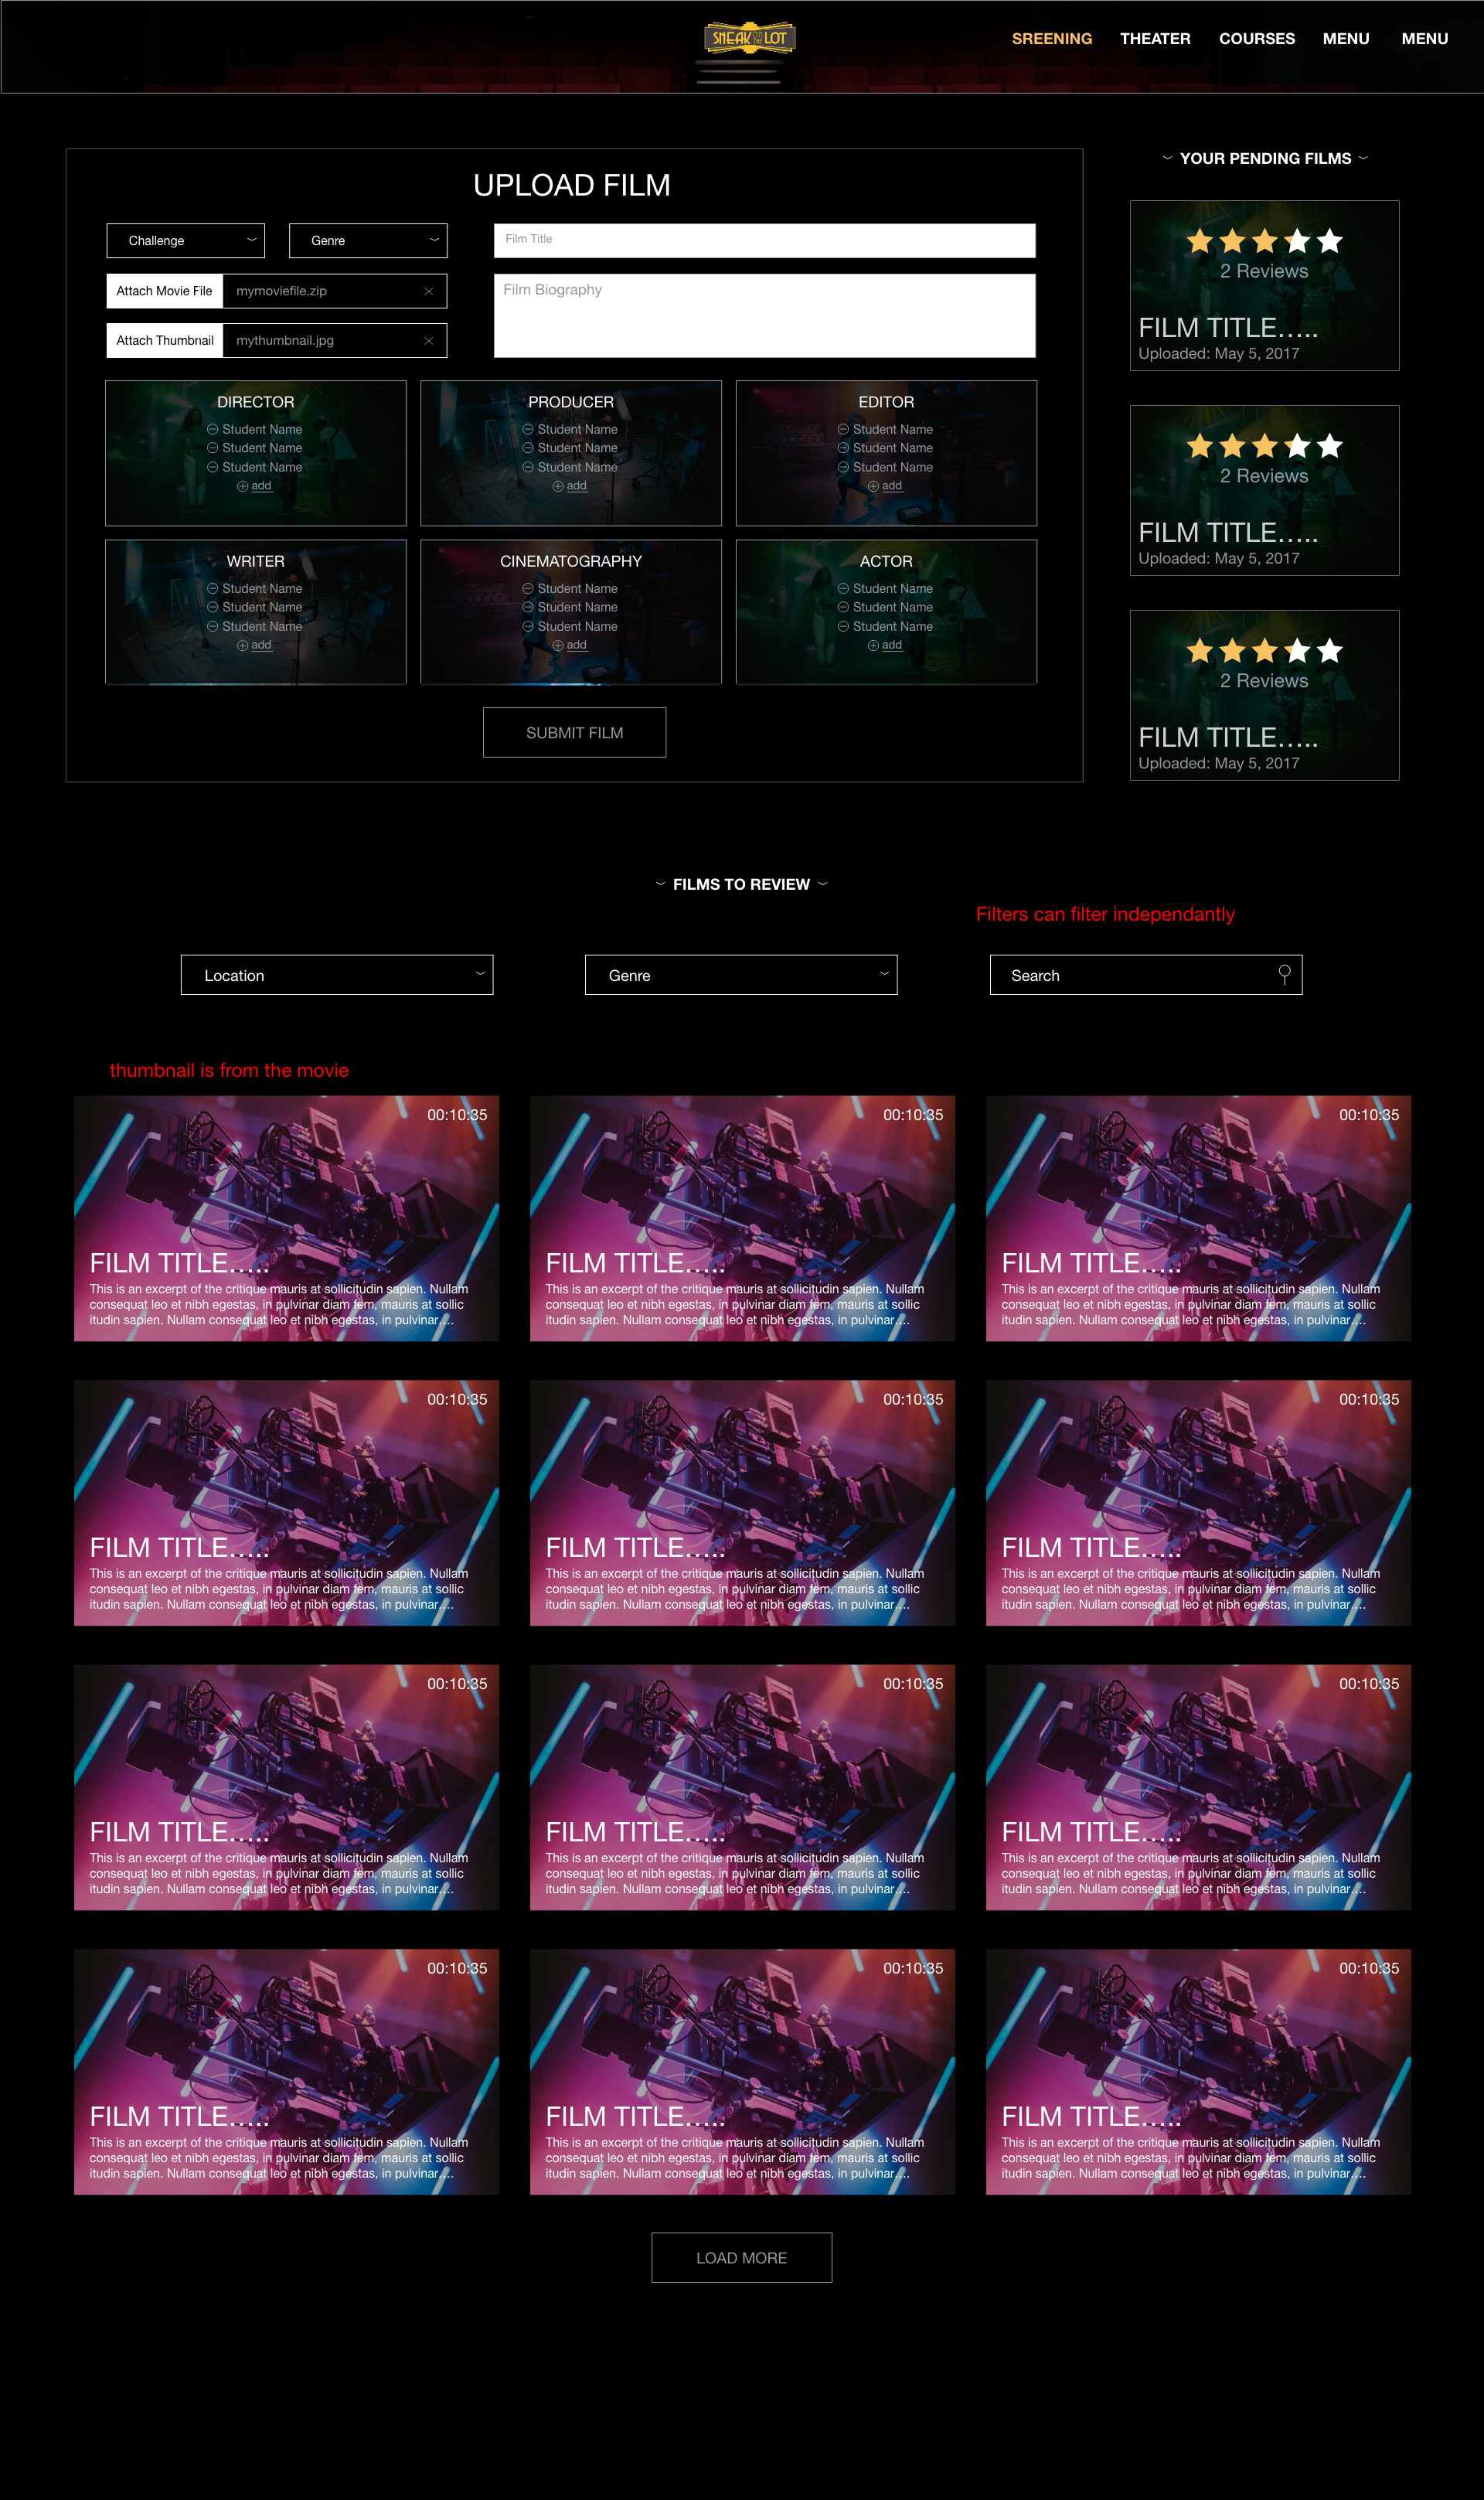 SNEAK ON THE LOT
SREENING THEATER COURSES MENU MENU
UPLOAD FILM
Challenge
Genre
Film Title
Attach Movie File mymoviefile.zip
Film Biography
Attach Thumbnail mythumbnail.jpg
DIRECTOR
Student Name
Student Name
Student Name
add
PRODUCER
Student Name
Student Name
Student Name
add
EDITOR
Student Name
Student Name
Student Name
add
WRITER
Student Name
Student Name
Student Name
add
CINEMATOGRAPHY
Student Name
Student Name
Student Name
add
ACTOR
Student Name
Student Name
Student Name
add
SUBMIT FILM
YOUR PENDING FILMS
2 Reviews
FILM TITLE.....
Uploaded: May 5, 2017
2 Reviews
FILM TITLE.....
Uploaded: May 5, 2017
2 Reviews
FILM TITLE.....
Uploaded: May 5, 2017
FILMS TO REVIEW
Filters can filter independantly
Location
Genre
Search
thumbnail is from the movie
00:10:35
FILM TITLE.....
This is an excerpt of the critique mauris at sollicitudin sapien. Nullam
consequat leo et nibh egestas, in pulvinar diam fem, mauris at sollic
itudin sapien. Nullam consequat leo et nibh egestas, in pulvinar....
00:10:35
FILM TITLE.....
This is an excerpt of the critique mauris at sollicitudin sapien. Nullam
consequat leo et nibh egestas, in pulvinar diam fem, mauris at sollic
itudin sapien. Nullam consequat leo et nibh egestas, in pulvinar....
00:10:35
FILM TITLE.....
This is an excerpt of the critique mauris at sollicitudin sapien. Nullam
consequat leo et nibh egestas, in pulvinar diam fem, mauris at sollic
itudin sapien. Nullam consequat leo et nibh egestas, in pulvinar....
00:10:35
FILM TITLE.....
This is an excerpt of the critique mauris at sollicitudin sapien. Nullam
consequat leo et nibh egestas, in pulvinar diam fem, mauris at sollic
itudin sapien. Nullam consequat leo et nibh egestas, in pulvinar....
00:10:35
FILM TITLE.....
This is an excerpt of the critique mauris at sollicitudin sapien. Nullam
consequat leo et nibh egestas, in pulvinar diam fem, mauris at sollic
itudin sapien. Nullam consequat leo et nibh egestas, in pulvinar....
00:10:35
FILM TITLE.....
This is an excerpt of the critique mauris at sollicitudin sapien. Nullam
consequat leo et nibh egestas, in pulvinar diam fem, mauris at sollic
itudin sapien. Nullam consequat leo et nibh egestas, in pulvinar....
00:10:35
FILM TITLE.....
This is an excerpt of the critique mauris at sollicitudin sapien. Nullam
consequat leo et nibh egestas, in pulvinar diam fem, mauris at sollic
itudin sapien. Nullam consequat leo et nibh egestas, in pulvinar....
00:10:35
FILM TITLE.....
This is an excerpt of the critique mauris at sollicitudin sapien. Nullam
consequat leo et nibh egestas, in pulvinar diam fem, mauris at sollic
itudin sapien. Nullam consequat leo et nibh egestas, in pulvinar....
00:10:35
FILM TITLE.....
This is an excerpt of the critique mauris at sollicitudin sapien. Nullam
consequat leo et nibh egestas, in pulvinar diam fem, mauris at sollic
itudin sapien. Nullam consequat leo et nibh egestas, in pulvinar....
00:10:35
FILM TITLE.....
This is an excerpt of the critique mauris at sollicitudin sapien. Nullam
consequat leo et nibh egestas, in pulvinar diam fem, mauris at sollic
itudin sapien. Nullam consequat leo et nibh egestas, in pulvinar....
00:10:35
FILM TITLE.....
This is an excerpt of the critique mauris at sollicitudin sapien. Nullam
consequat leo et nibh egestas, in pulvinar diam fem, mauris at sollic
itudin sapien. Nullam consequat leo et nibh egestas, in pulvinar....
00:10:35
FILM TITLE.....
This is an excerpt of the critique mauris at sollicitudin sapien. Nullam
consequat leo et nibh egestas, in pulvinar diam fem, mauris at sollic
itudin sapien. Nullam consequat leo et nibh egestas, in pulvinar....
LOAD MORE